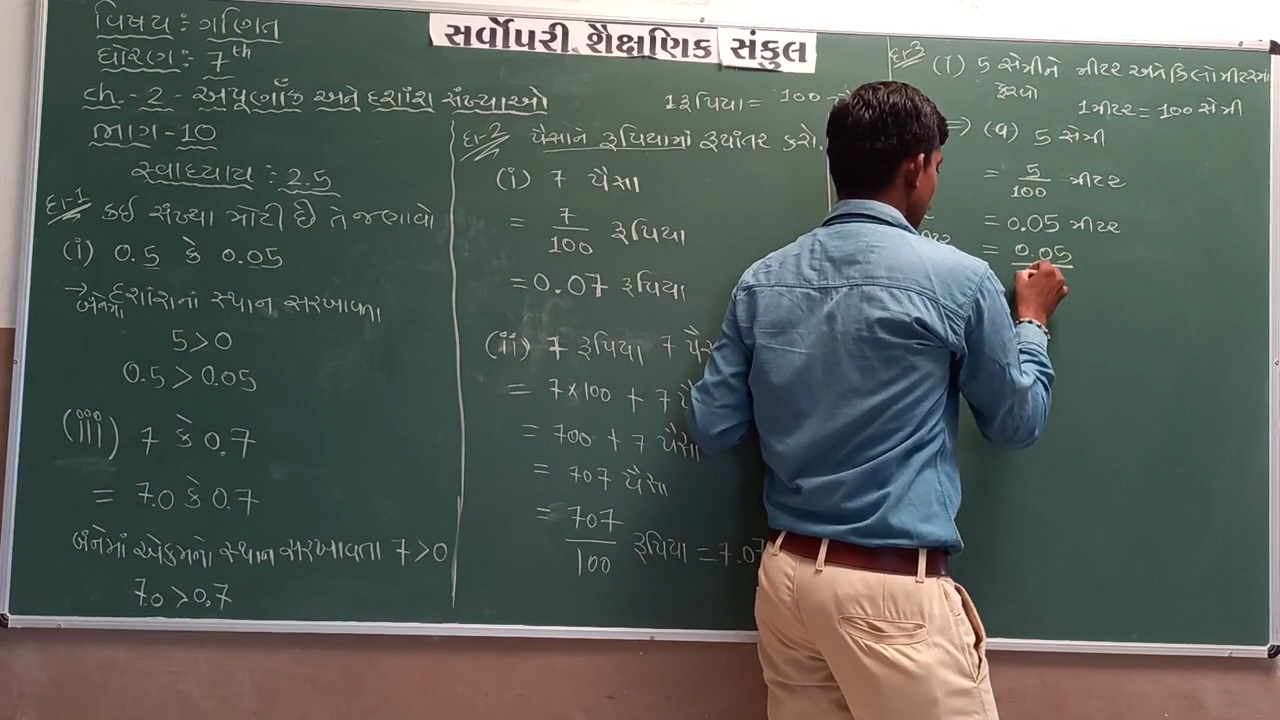 સર્વોપરી શૈક્ષણિક સંકુલ
વિષય : ગણિત
ધોરણ : 7th
ch.- 2 - અપૂર્ણાંક અને દશાંશ સંખ્યાઓ
ભાગ-10
સ્વાધ્યાય : 2.5
દા-1 કઈ સંખ્યા મોટી છે તે જણાવો
(i) 0.5 કે 0.05
→ બંનેમાં દશાંશનાં સ્થાન સરખાવતા
5>0
0.5 > 0.05
(iii) 7 કે 0.7
= 7.0 કે 0.7
બંનેમાં એકમનો સ્થાન સરખાવતા 7>0
7.0 > 0.7
1 રૂપિયા = 100
દા-2 પૈસાને રૂપિયામાં રૂપાંતર કરો.
(i) 7 પૈસા
= 7/100 રૂપિયા
= 0.07 રૂપિયા
(ii) 7 રૂપિયા 7
= 7×100 + 7
= 700 + 7 પૈસા
= 707 પૈસા
= 707/100 રૂપિયા = 7.07
દા-3 (i) 5 સેમીને મીટર અને કિલોમીટરમાં
ફેરવો
1 મીટર = 100 સેમી
(a) 5 સેમી
= 5/100 મીટર
= 0.05 મીટર
= 0.05